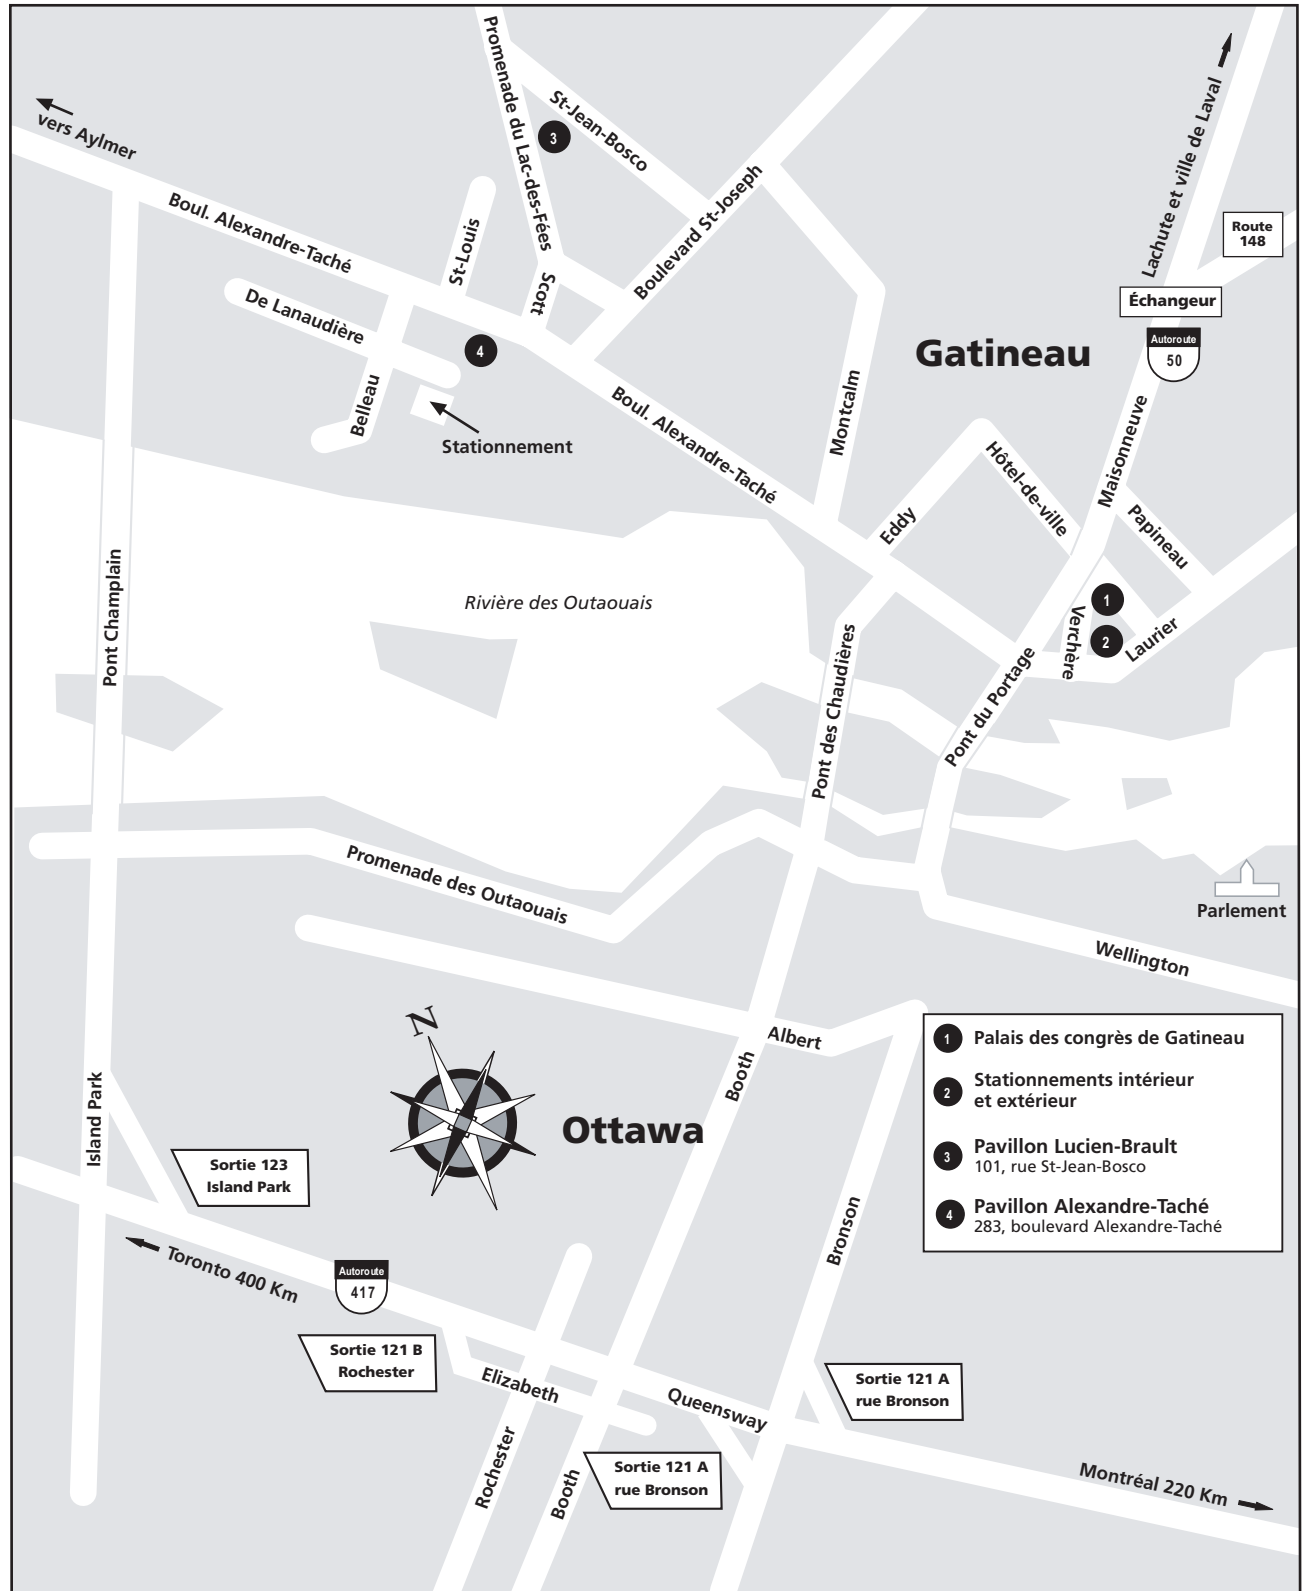 Promenade du Lac-des-Fées
St-Jean-Bosco
3
vers Aylmer
Lachute et ville de Laval
Boul. Alexandre-Taché
St-Louis
Scott
Boulevard St-Joseph
Route
148
Échangeur
De Lanaudière
4
Gatineau
Autoroute
50
Belleau
Stationnement
Boul. Alexandre-Taché
Montcalm
Maisonneuve
Eddy
Hôtel-de-ville
Papineau
Pont Champlain
Rivière des Outaouais
1
2
Verchère
Laurier
Pont des Chaudières
Pont du Portage
Promenade des Outaouais
Parlement
Wellington
N
Albert
Booth
Ottawa
Island Park
1 Palais des congrès de Gatineau
2 Stationnements intérieur
et extérieur
3 Pavillon Lucien-Brault
101, rue St-Jean-Bosco
4 Pavillon Alexandre-Taché
283, boulevard Alexandre-Taché
Sortie 123
Island Park
Bronson
Toronto 400 Km
Autoroute
417
Sortie 121 B
Rochester
Elizabeth
Queensway
Sortie 121 A
rue Bronson
Rochester
Booth
Sortie 121 A
rue Bronson
Montréal 220 Km